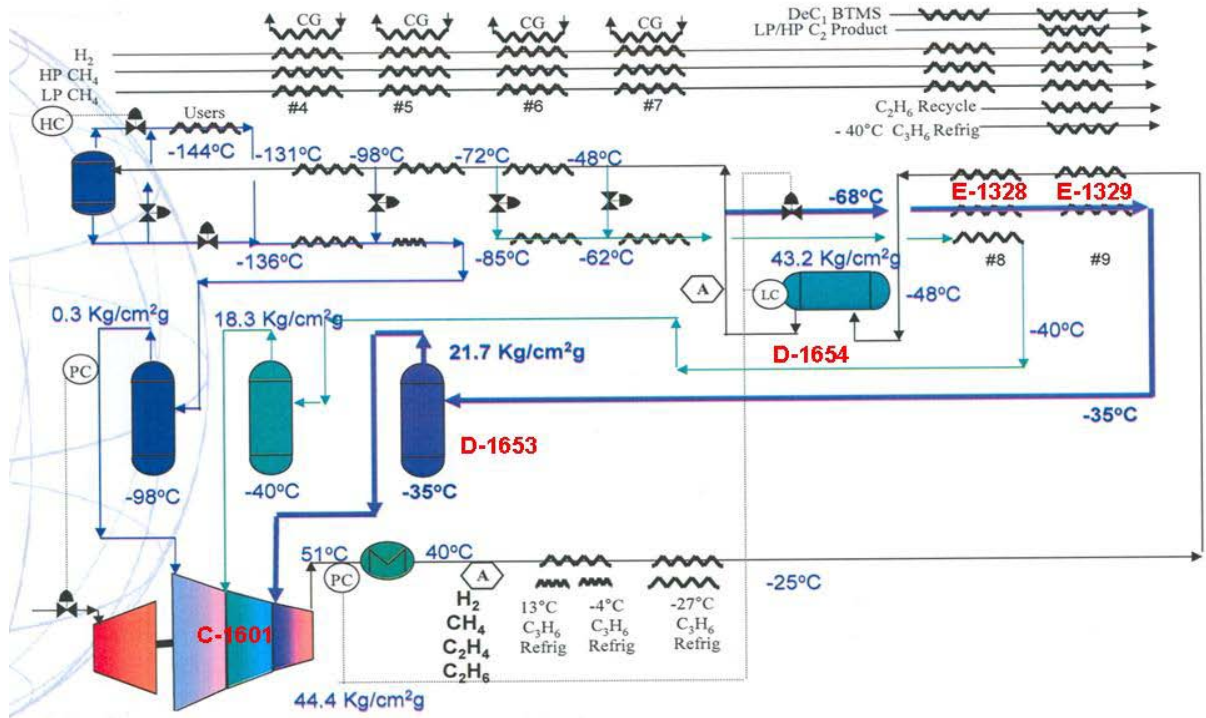 CG CG CG CG
DeC₁ BTMS
LP/HP C₂ Product
H₂
HP CH₄
LP CH₄
#4 #5 #6 #7
C₂H₆ Recycle
- 40°C C₃H₆ Refrig
HC
Users
-144°C -131°C -98°C -72°C -48°C
-68°C
E-1328 E-1329
-136°C -85°C -62°C
43.2 Kg/cm²g
#8 #9
A
LC
-48°C
-40°C
0.3 Kg/cm²g
18.3 Kg/cm²g
21.7 Kg/cm²g
D-1654
PC
-35°C
D-1653
-98°C -40°C -35°C
51°C 40°C
PC
A
-25°C
H₂
CH₄
C₂H₄
C₂H₆
13°C -4°C -27°C
C₃H₆ C₃H₆ C₃H₆
Refrig Refrig Refrig
C-1601
44.4 Kg/cm²g